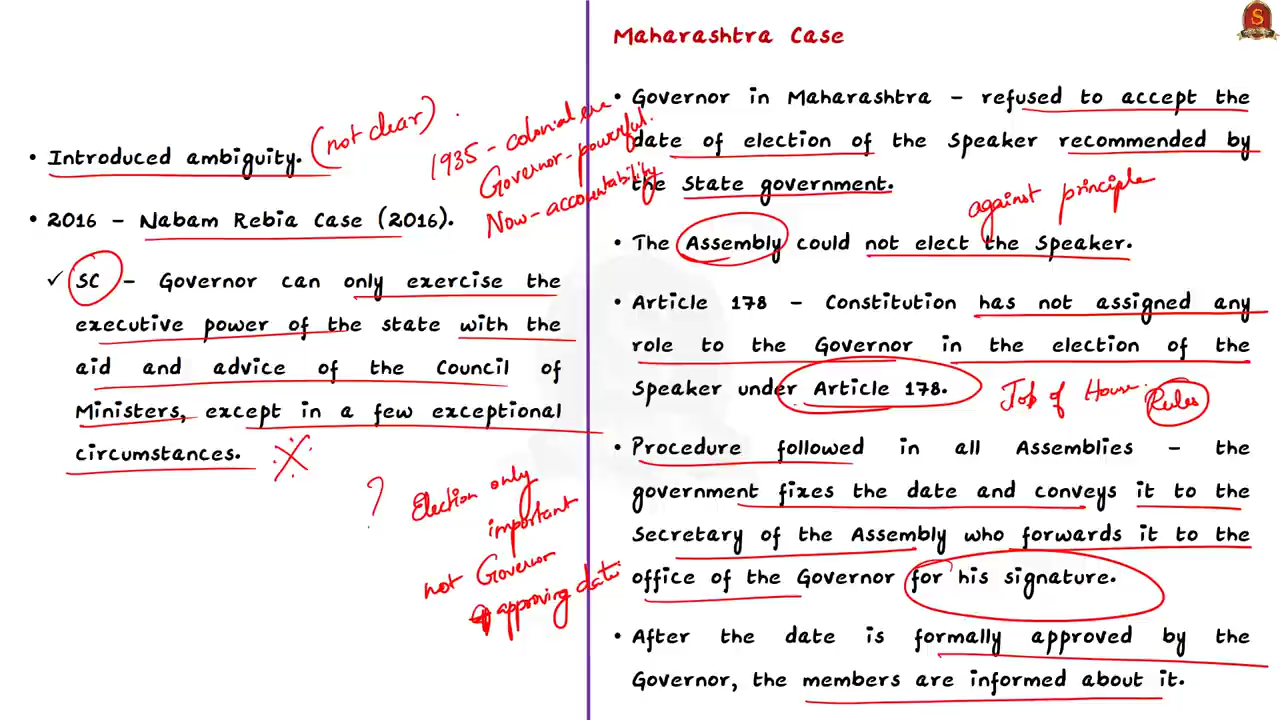 • Introduced ambiguity.
(not clear).
1935 - colonial era
Governor - powerful.
Now - accountability
• 2016 - Nabam Rebia Case (2016).
✓ SC - Governor can only exercise the
executive power of the state with the
aid and advice of the Council of
Ministers, except in a few exceptional
circumstances.
? Election only
important
not Governor
approving date
Maharashtra Case
• Governor in Maharashtra - refused to accept the
date of election of the Speaker recommended by
the State government.
against principle
• The Assembly could not elect the Speaker.
• Article 178 - Constitution has not assigned any
role to the Governor in the election of the
Speaker under Article 178.
Job of House. Rules
• Procedure followed in all Assemblies - the
government fixes the date and conveys it to the
Secretary of the Assembly who forwards it to the
office of the Governor for his signature.
• After the date is formally approved by the
Governor, the members are informed about it.
S